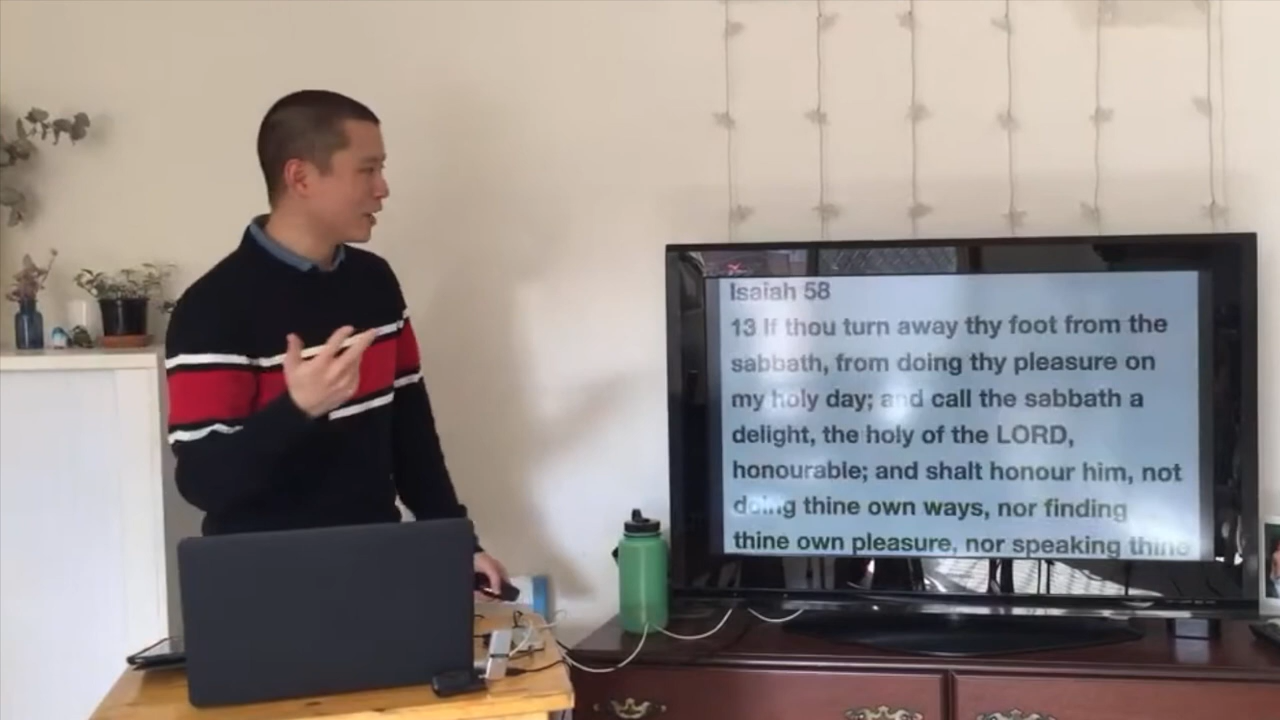 Isaiah 58
13 If thou turn away thy foot from the
sabbath, from doing thy pleasure on
my holy day; and call the sabbath a
delight, the holy of the LORD,
honourable; and shalt honour him, not
doing thine own ways, nor finding
thine own pleasure, nor speaking thine